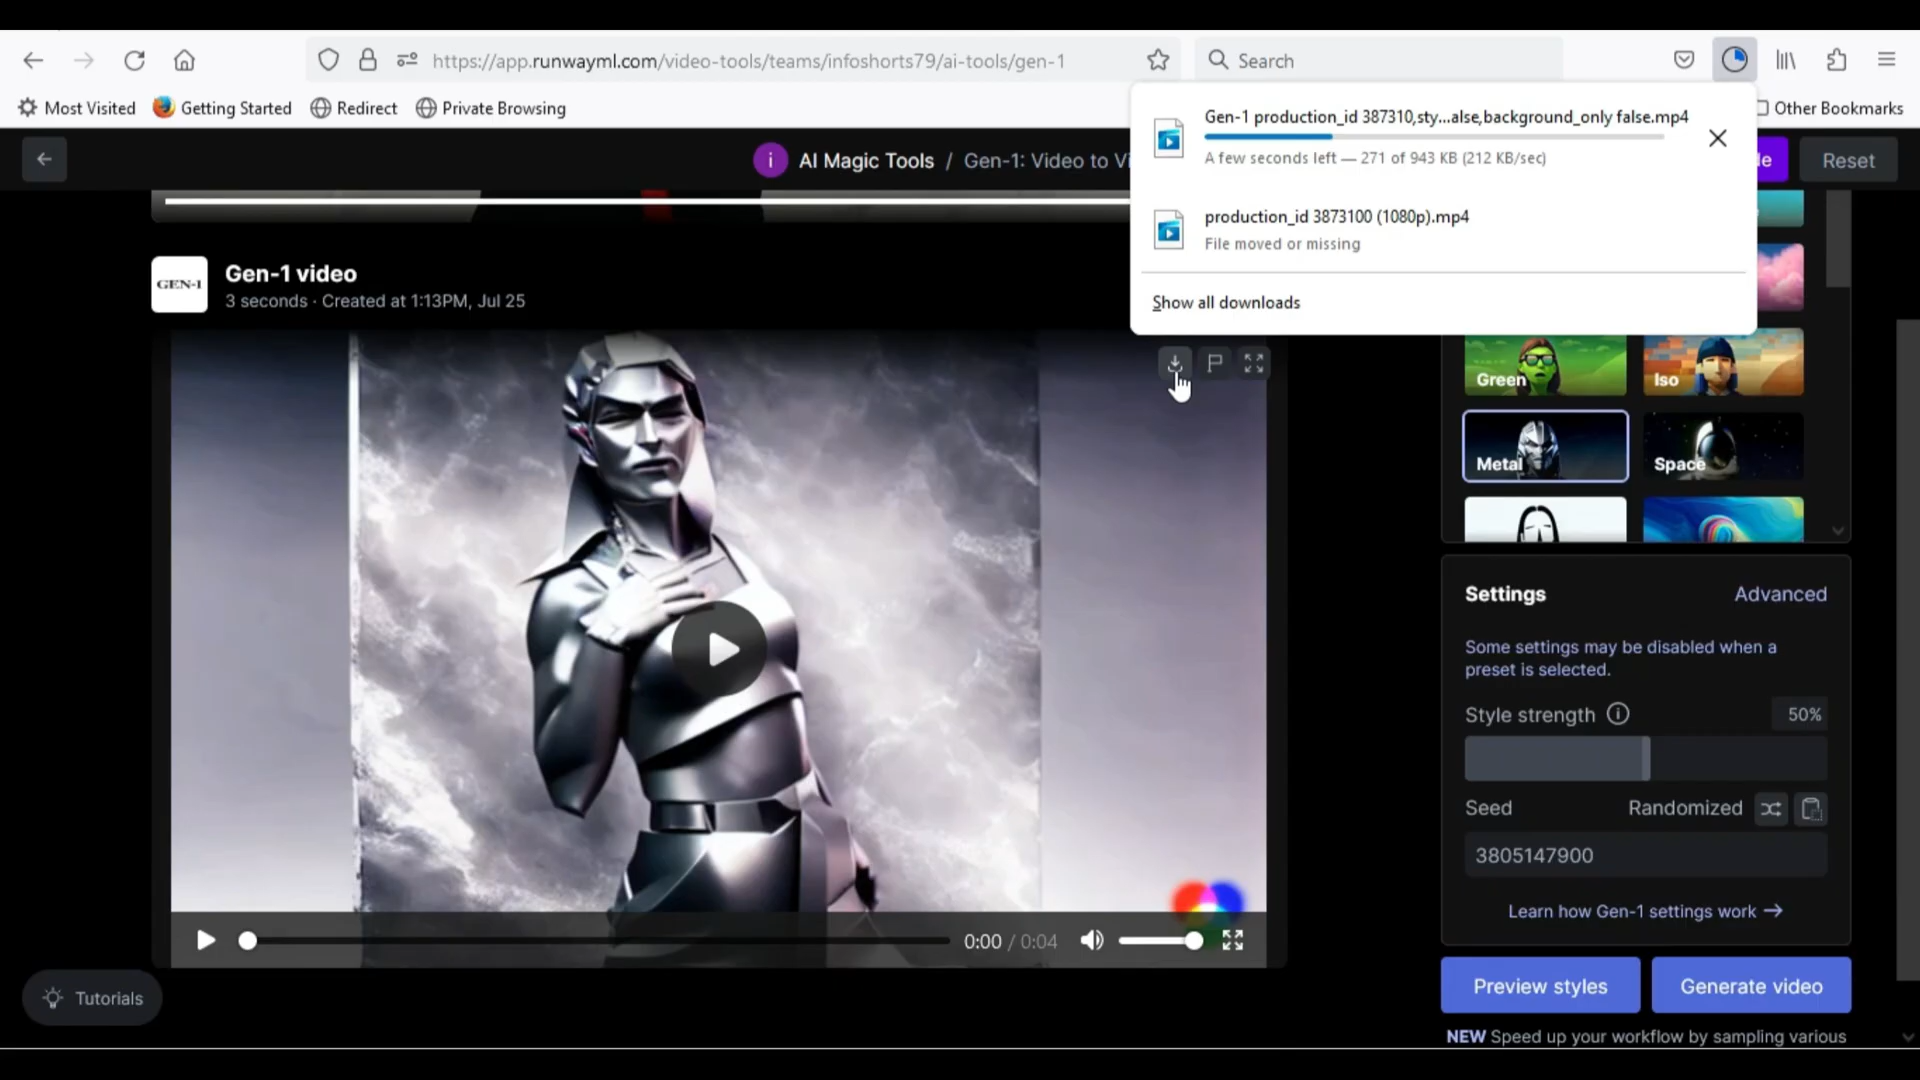 https://app.runwayml.com/video-tools/teams/infoshorts79/ai-tools/gen-1
Search
Most Visited
Getting Started
Redirect
Private Browsing
Other Bookmarks
Gen-1 production_id 387310,sty...alse,background_only false.mp4
A few seconds left — 271 of 943 KB (212 KB/sec)
production_id 3873100 (1080p).mp4
File moved or missing
Show all downloads
i
AI Magic Tools / Gen-1: Video to Vi
Reset
GEN-1
Gen-1 video
3 seconds · Created at 1:13PM, Jul 25
Green
Iso
Metal
Space
Settings
Advanced
Some settings may be disabled when a
preset is selected.
Style strength
50%
Seed
Randomized
3805147900
Learn how Gen-1 settings work →
0:00 / 0:04
Tutorials
Preview styles
Generate video
NEW Speed up your workflow by sampling various